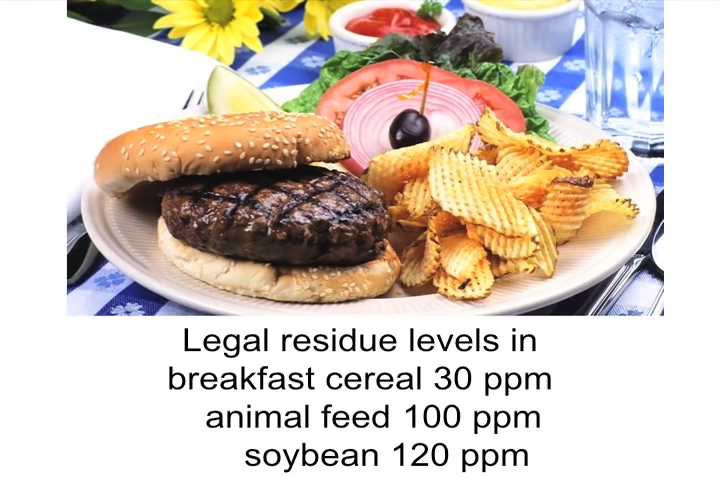 Legal residue levels in
breakfast cereal 30 ppm
animal feed 100 ppm
soybean 120 ppm